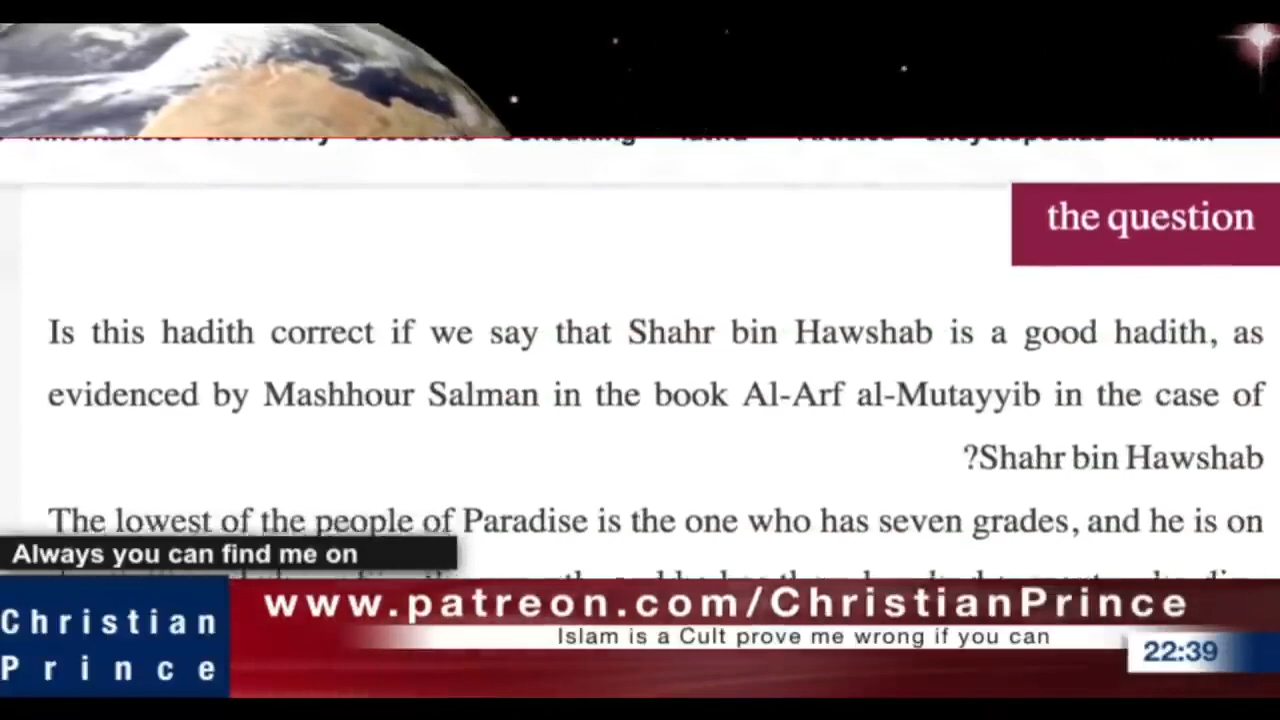 the question
Is this hadith correct if we say that Shahr bin Hawshab is a good hadith, as
evidenced by Mashhour Salman in the book Al-Arf al-Mutayyib in the case of
?Shahr bin Hawshab
The lowest of the people of Paradise is the one who has seven grades, and he is on
Always you can find me on
www.patreon.com/ChristianPrince
Islam is a Cult prove me wrong if you can
Christian
Prince
22:39